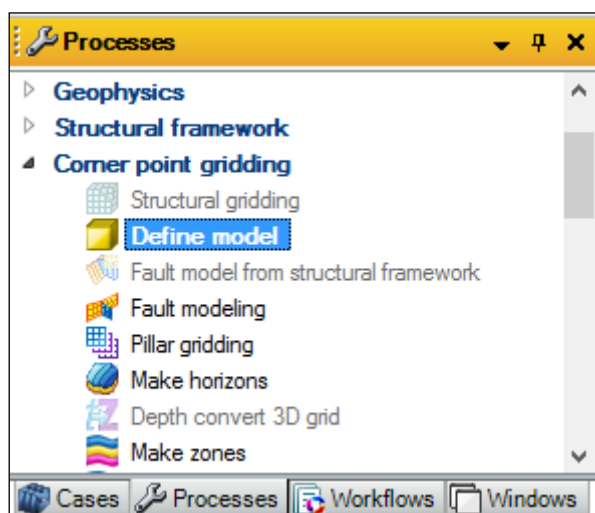 Processes
Geophysics
Structural framework
Corner point gridding
Structural gridding
Define model
Fault model from structural framework
Fault modeling
Pillar gridding
Make horizons
Depth convert 3D grid
Make zones
Cases Processes Workflows Windows